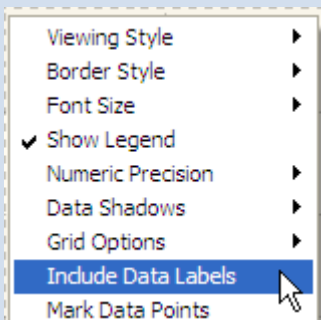 Viewing Style
Border Style
Font Size
Show Legend
Numeric Precision
Data Shadows
Grid Options
Include Data Labels
Mark Data Points